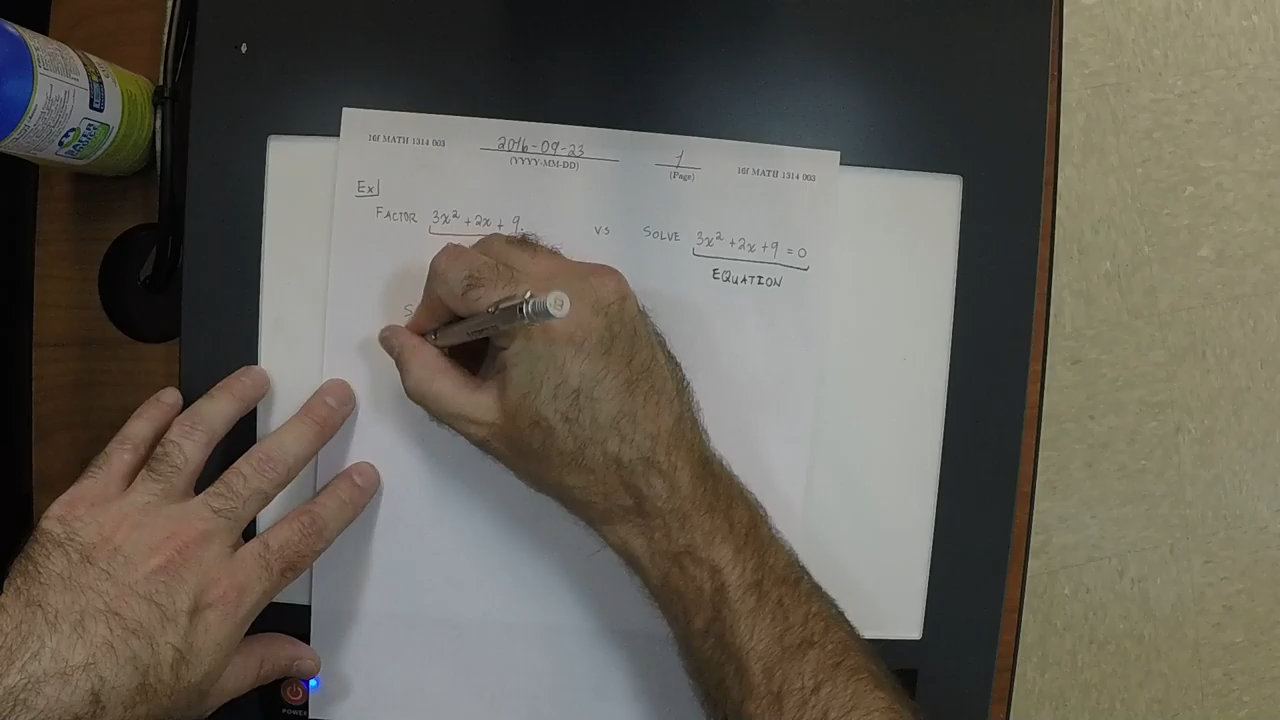 16f MATH 1314 003 2016-09-23 1 16f MATH 1314 003
(YYYY-MM-DD) (Page)
Ex
FACTOR 3x² + 2x + 9. VS SOLVE 3x² + 2x + 9 = 0
EQUATION
S
POWER